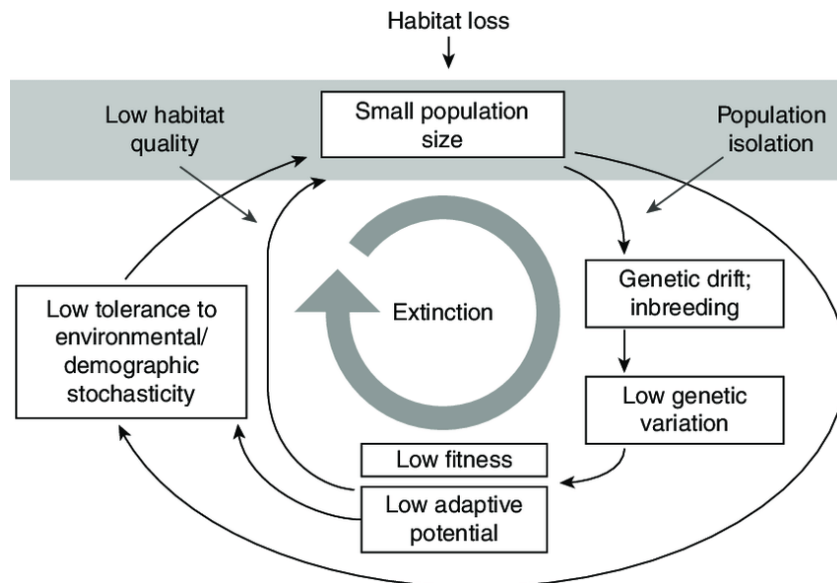 Habitat loss
Low habitat
quality
Small population
size
Population
isolation
Genetic drift;
inbreeding
Extinction
Low tolerance to
environmental/
demographic
stochasticity
Low genetic
variation
Low fitness
Low adaptive
potential